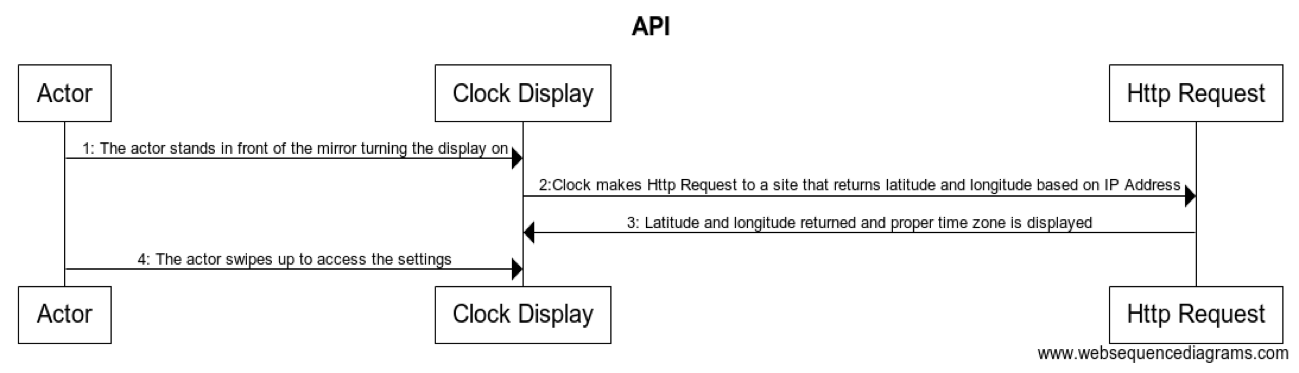 API
Actor
Clock Display
Http Request
1: The actor stands in front of the mirror turning the display on
2:Clock makes Http Request to a site that returns latitude and longitude based on IP Address
3: Latitude and longitude returned and proper time zone is displayed
4: The actor swipes up to access the settings
Actor
Clock Display
Http Request
www.websequencediagrams.com